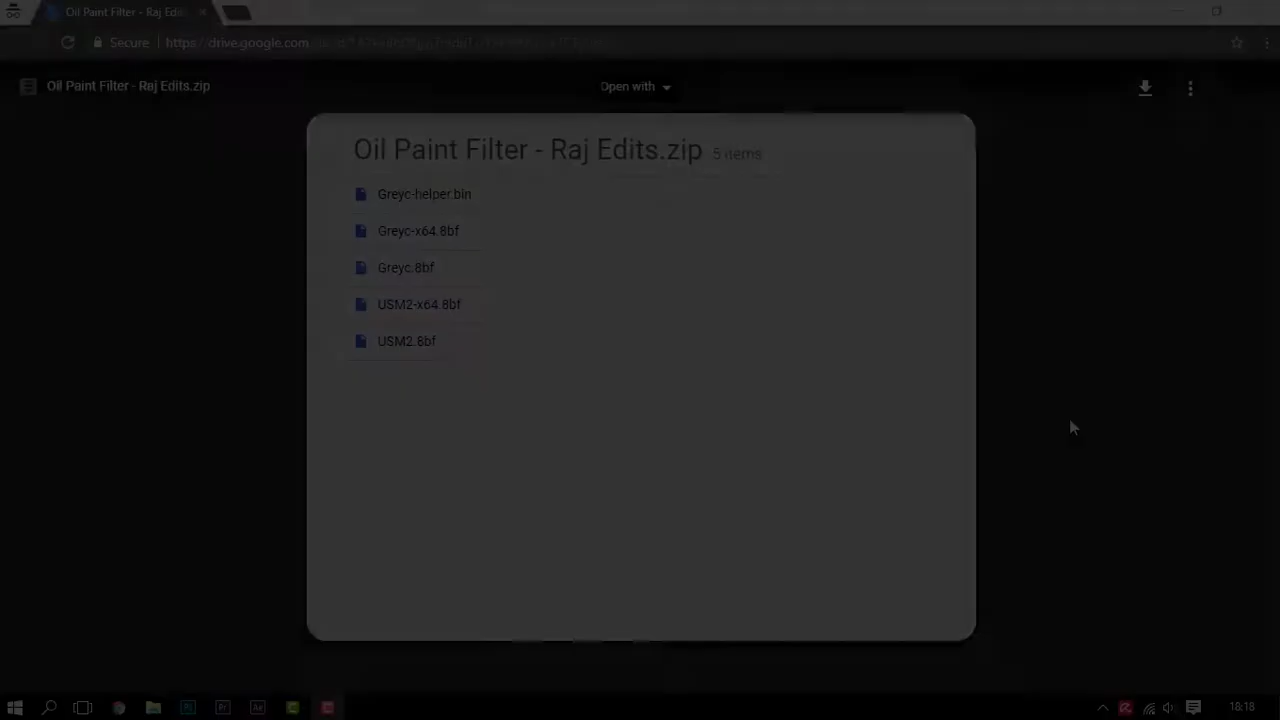 Oil Paint Filter - Raj Edi
Secure https://drive.google.com
Oil Paint Filter - Raj Edits.zip
Open with
Oil Paint Filter - Raj Edits.zip 5 items
Greyc-helper.bin
Greyc-x64.8bf
Greyc.8bf
USM2-x64.8bf
USM2.8bf
Pr
18:18